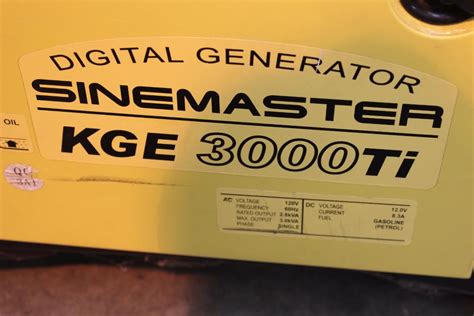 DIGITAL GENERATOR
SINEMASTER
KGE 3000Ti
OIL
QC
AC VOLTAGE 120V
FREQUENCY 60Hz
RATED OUTPUT 2.8kVA
MAX. OUTPUT 3.0kVA
PHASE SINGLE
DC VOLTAGE 12.0V
CURRENT 8.3A
FUEL GASOLINE
(PETROL)